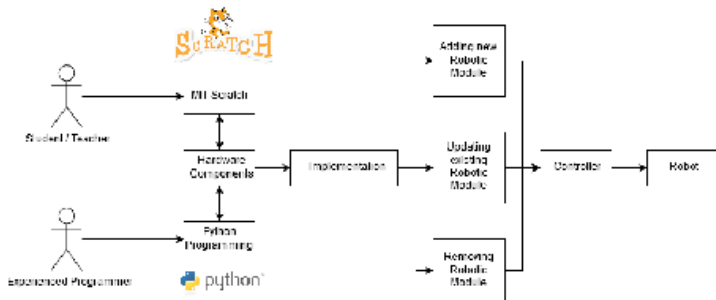 SCRATCH
Adding new
Robotic
Module
MIT Scratch
Student / Teacher
Hardware
Components
Implementation
Updating
existing
Robotic
Module
Controller
Robot
Python
Programming
Experienced Programmer
python
Removing
Robotic
Module